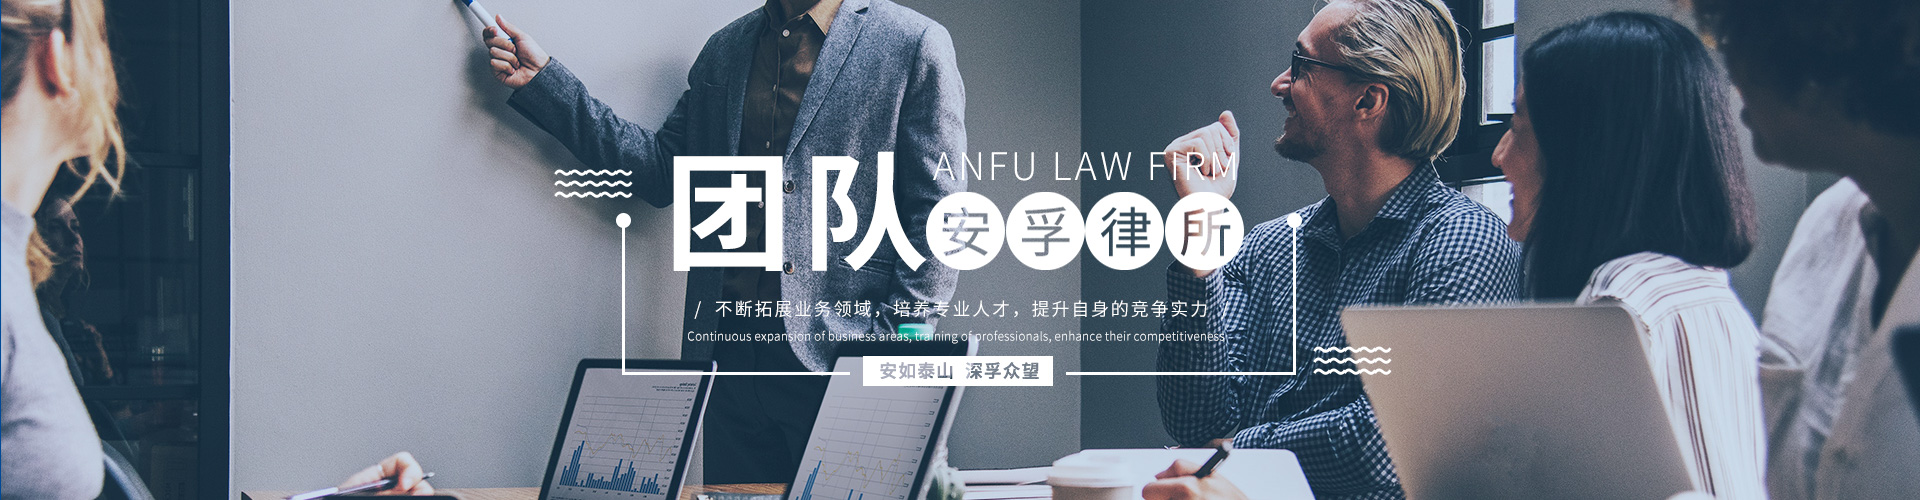 团队
ANFU LAW FIRM
安孚律所
/ 不断拓展业务领域，培养专业人才，提升自身的竞争实力 /
Continuous expansion of business areas, training of professionals, enhance their competitiveness
安如泰山 深孚众望